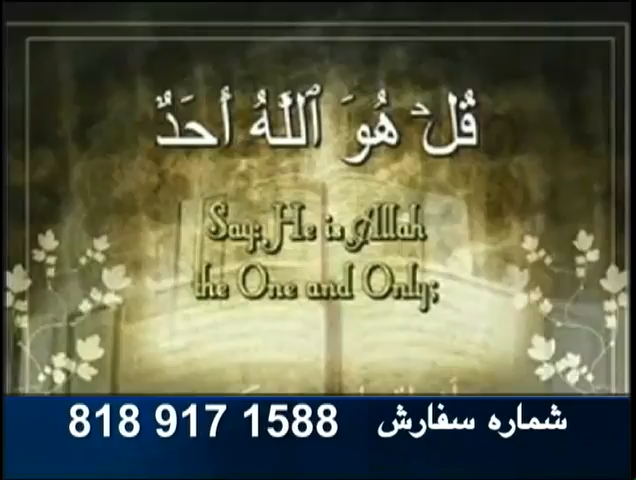 قُلْ هُوَ ٱللَّهُ أَحَدٌ
Say: He is Allah
the One and Only;
818 917 1588 شماره سفارش